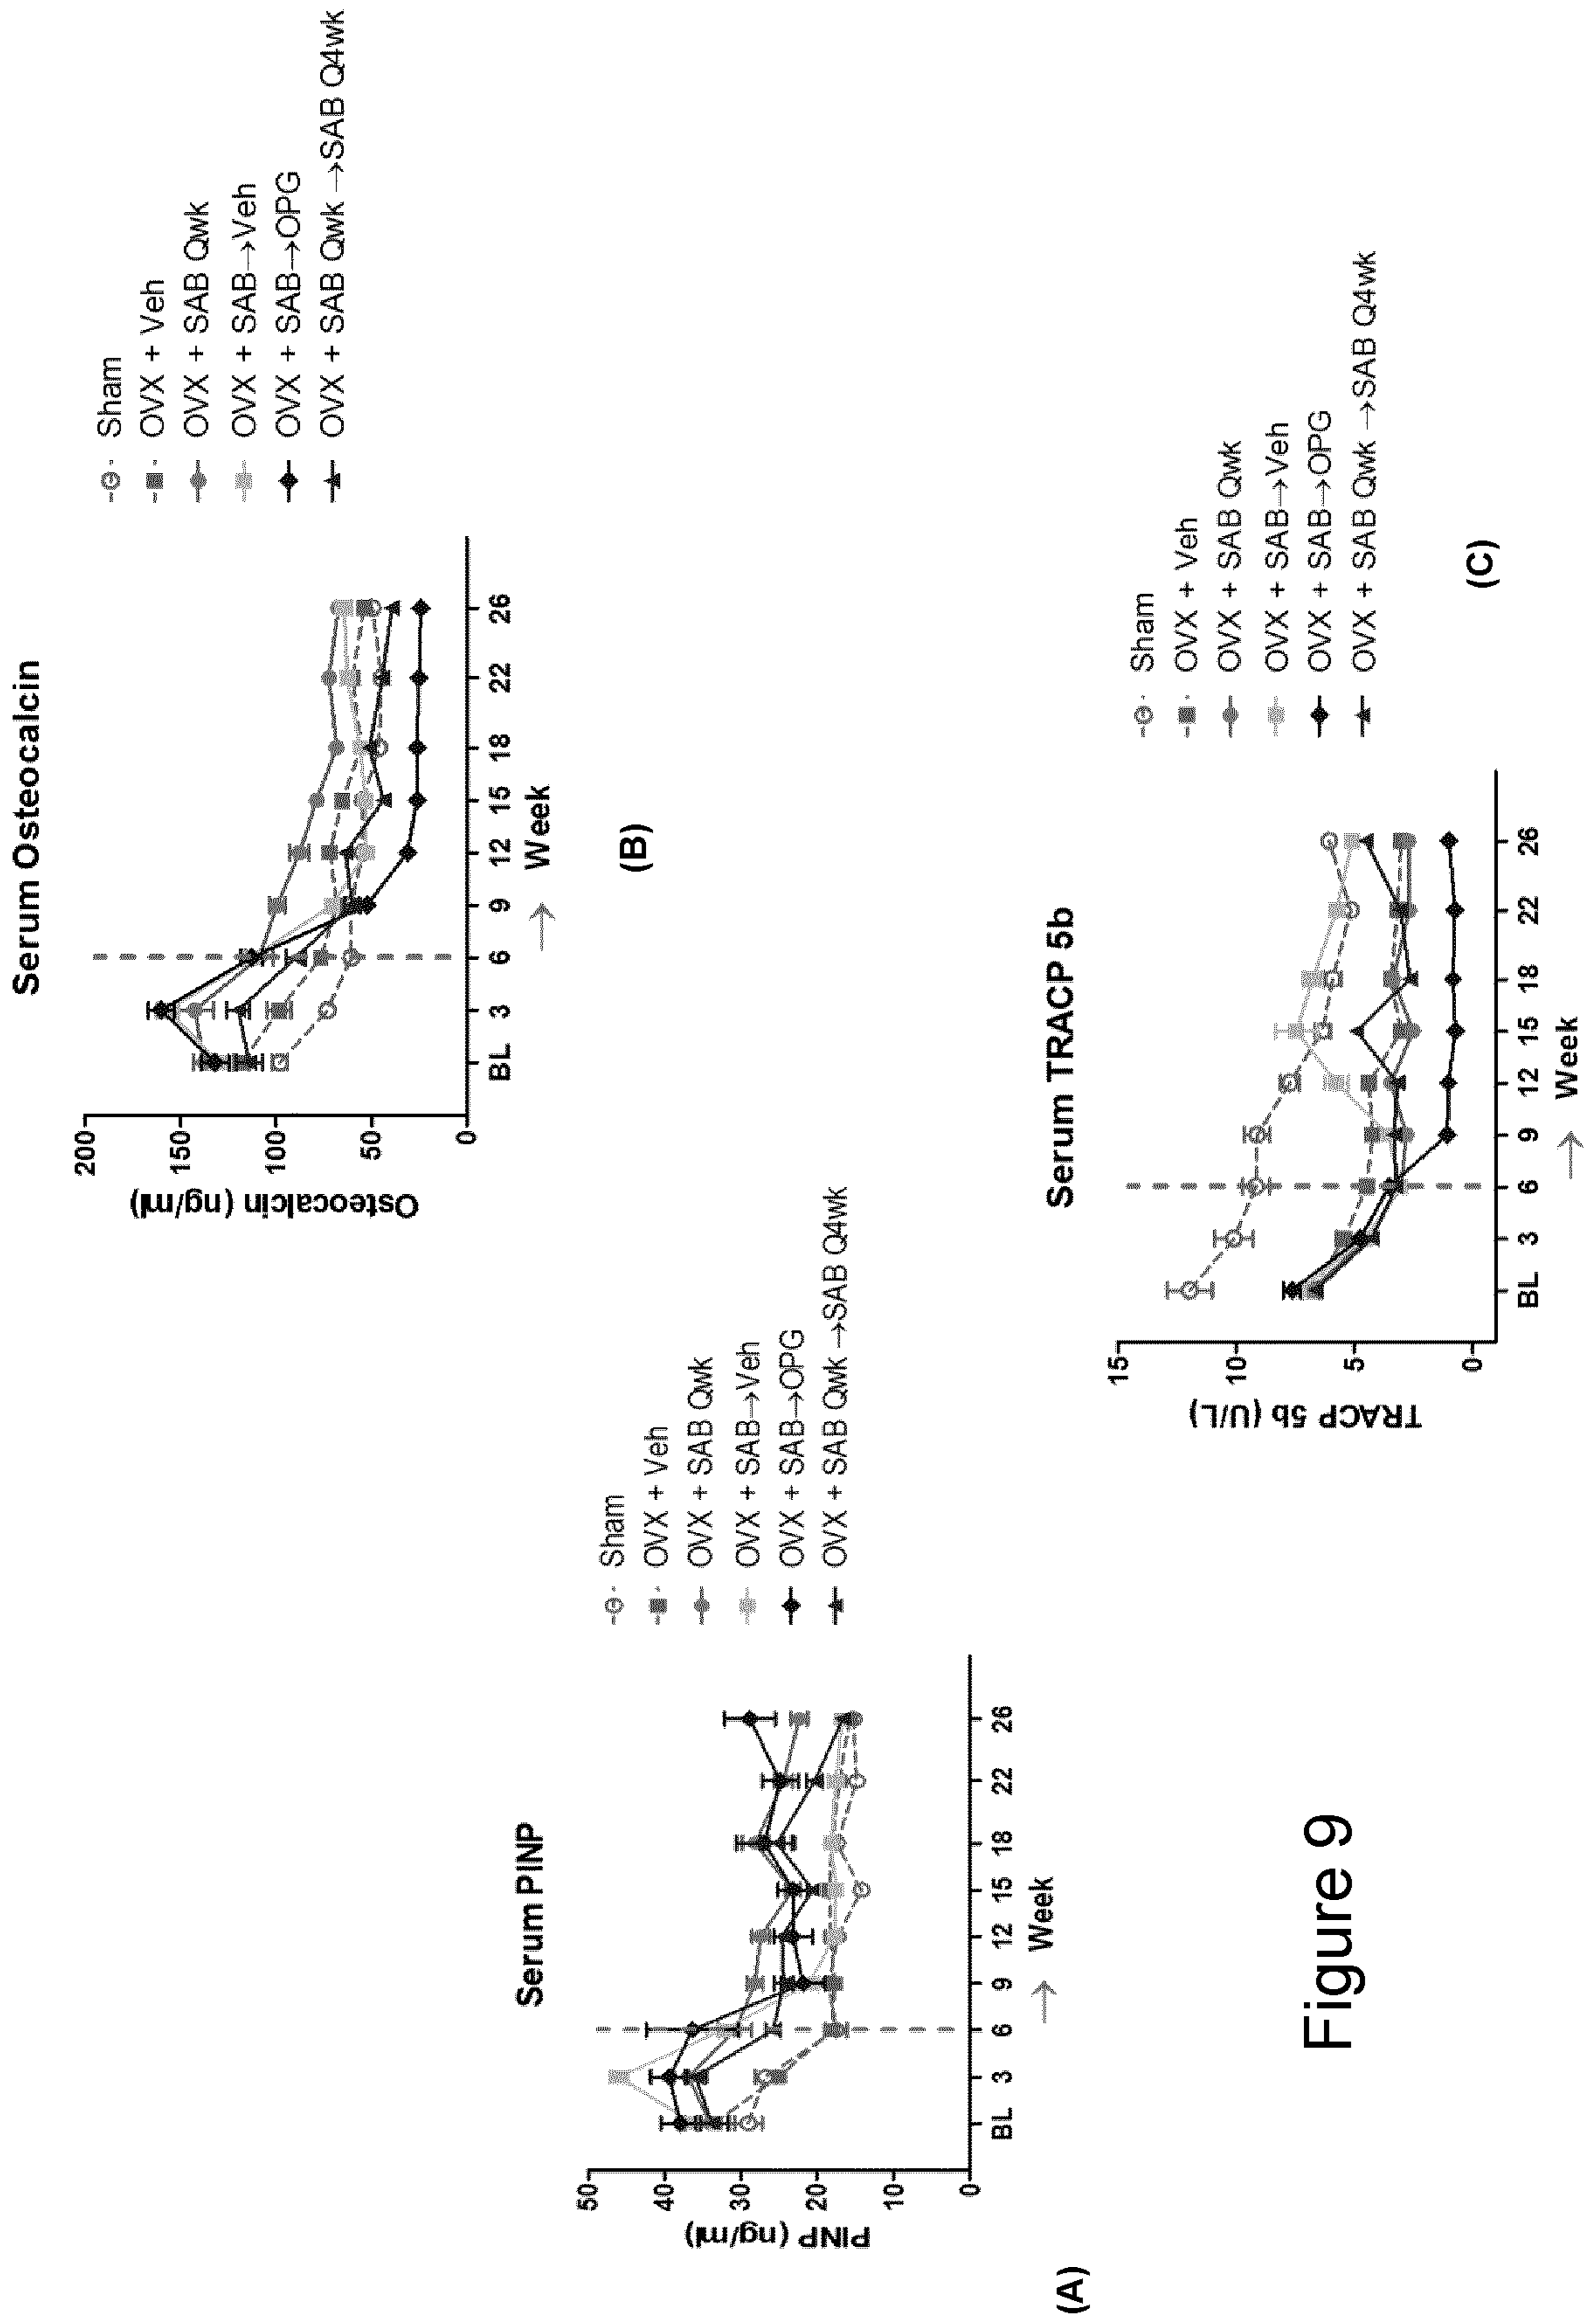 Serum PINP
PINP (ng/ml)
50
40
30
20
10
0
BL 3 6 9 12 15 18 22 26
→ Week
Sham
OVX + Veh
OVX + SAB Qwk
OVX + SAB→Veh
OVX + SAB→OPG
OVX + SAB Qwk →SAB Q4wk
(A)
Serum Osteocalcin
Osteocalcin (ng/ml)
200
150
100
50
0
BL 3 6 9 12 15 18 22 26
→ Week
Sham
OVX + Veh
OVX + SAB Qwk
OVX + SAB→Veh
OVX + SAB→OPG
OVX + SAB Qwk →SAB Q4wk
(B)
Serum TRACP 5b
TRACP 5b (U/L)
15
10
5
0
BL 3 6 9 12 15 18 22 26
→ Week
Sham
OVX + Veh
OVX + SAB Qwk
OVX + SAB→Veh
OVX + SAB→OPG
OVX + SAB Qwk →SAB Q4wk
(C)
Figure 9